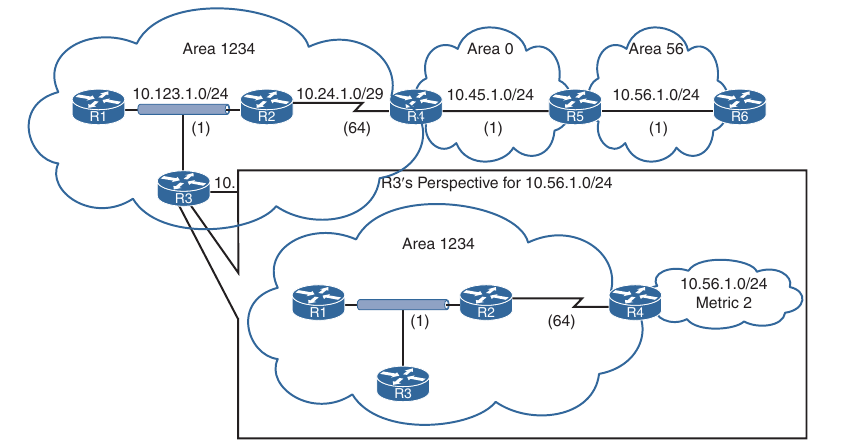 Area 1234
Area 0
Area 56
10.123.1.0/24
10.24.1.0/29
10.45.1.0/24
10.56.1.0/24
R1
R2
R4
R5
R6
(1)
(64)
(1)
(1)
R3
10.
R3's Perspective for 10.56.1.0/24
Area 1234
10.56.1.0/24
Metric 2
R1
R2
R4
(1)
(64)
R3